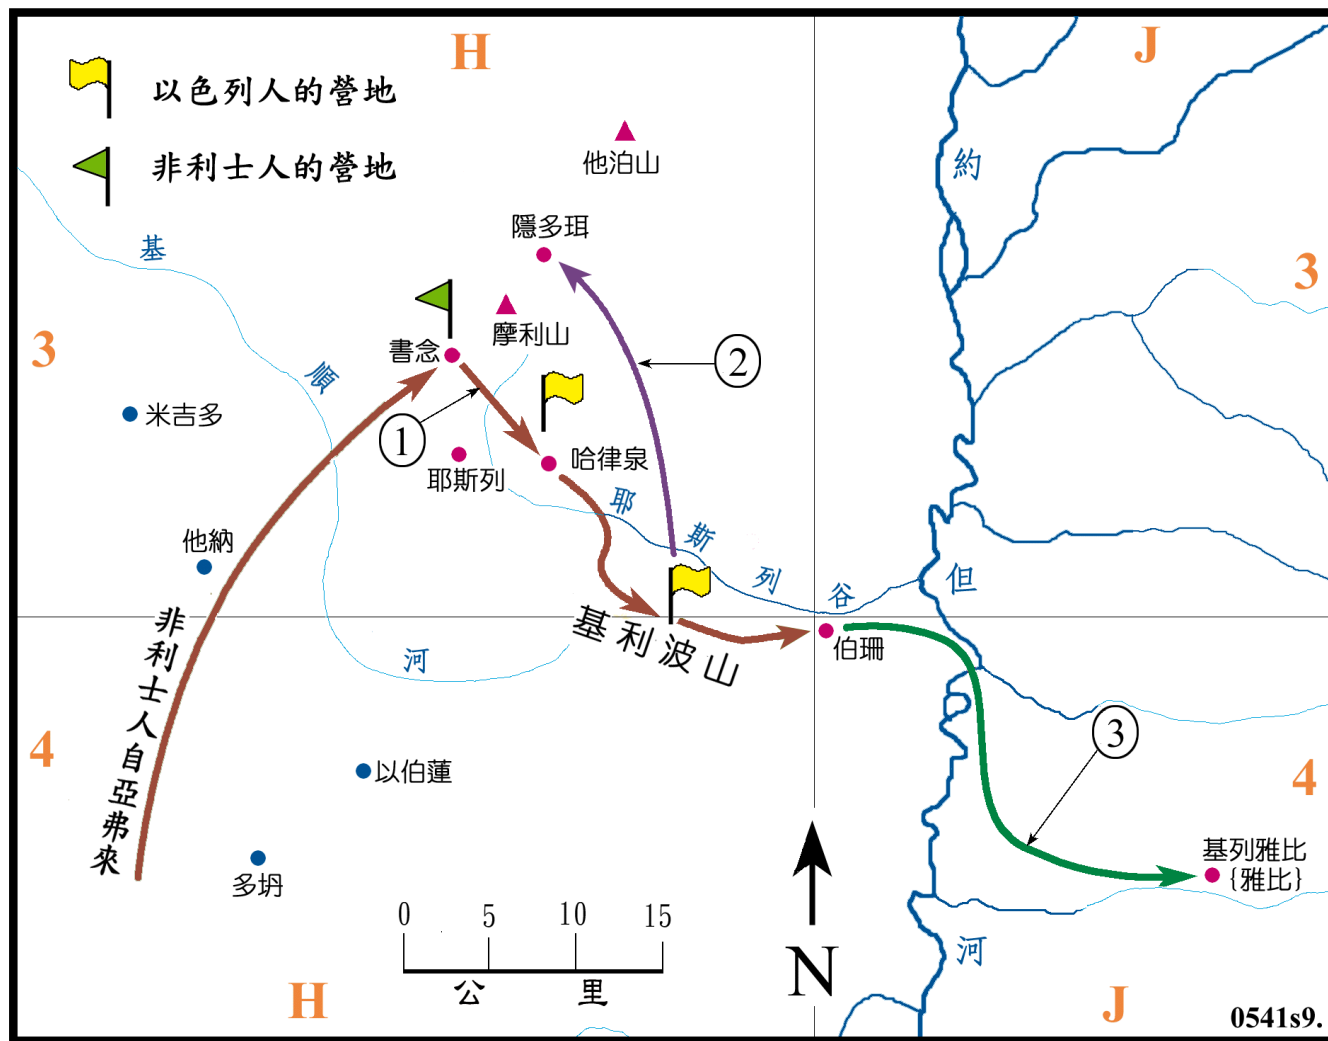 H
J
以色列人的營地
非利士人的營地
他泊山
約
基
隱多珥
3
摩利山
3
書念
順
2
米吉多
1
哈律泉
耶斯列
耶
斯
他納
列
谷
但
非利士人自亞弗來
基利波山
伯珊
河
3
4
以伯蓮
4
基列雅比
{雅比}
多坍
0 5 10 15
公里
N
河
H
J
0541s9.